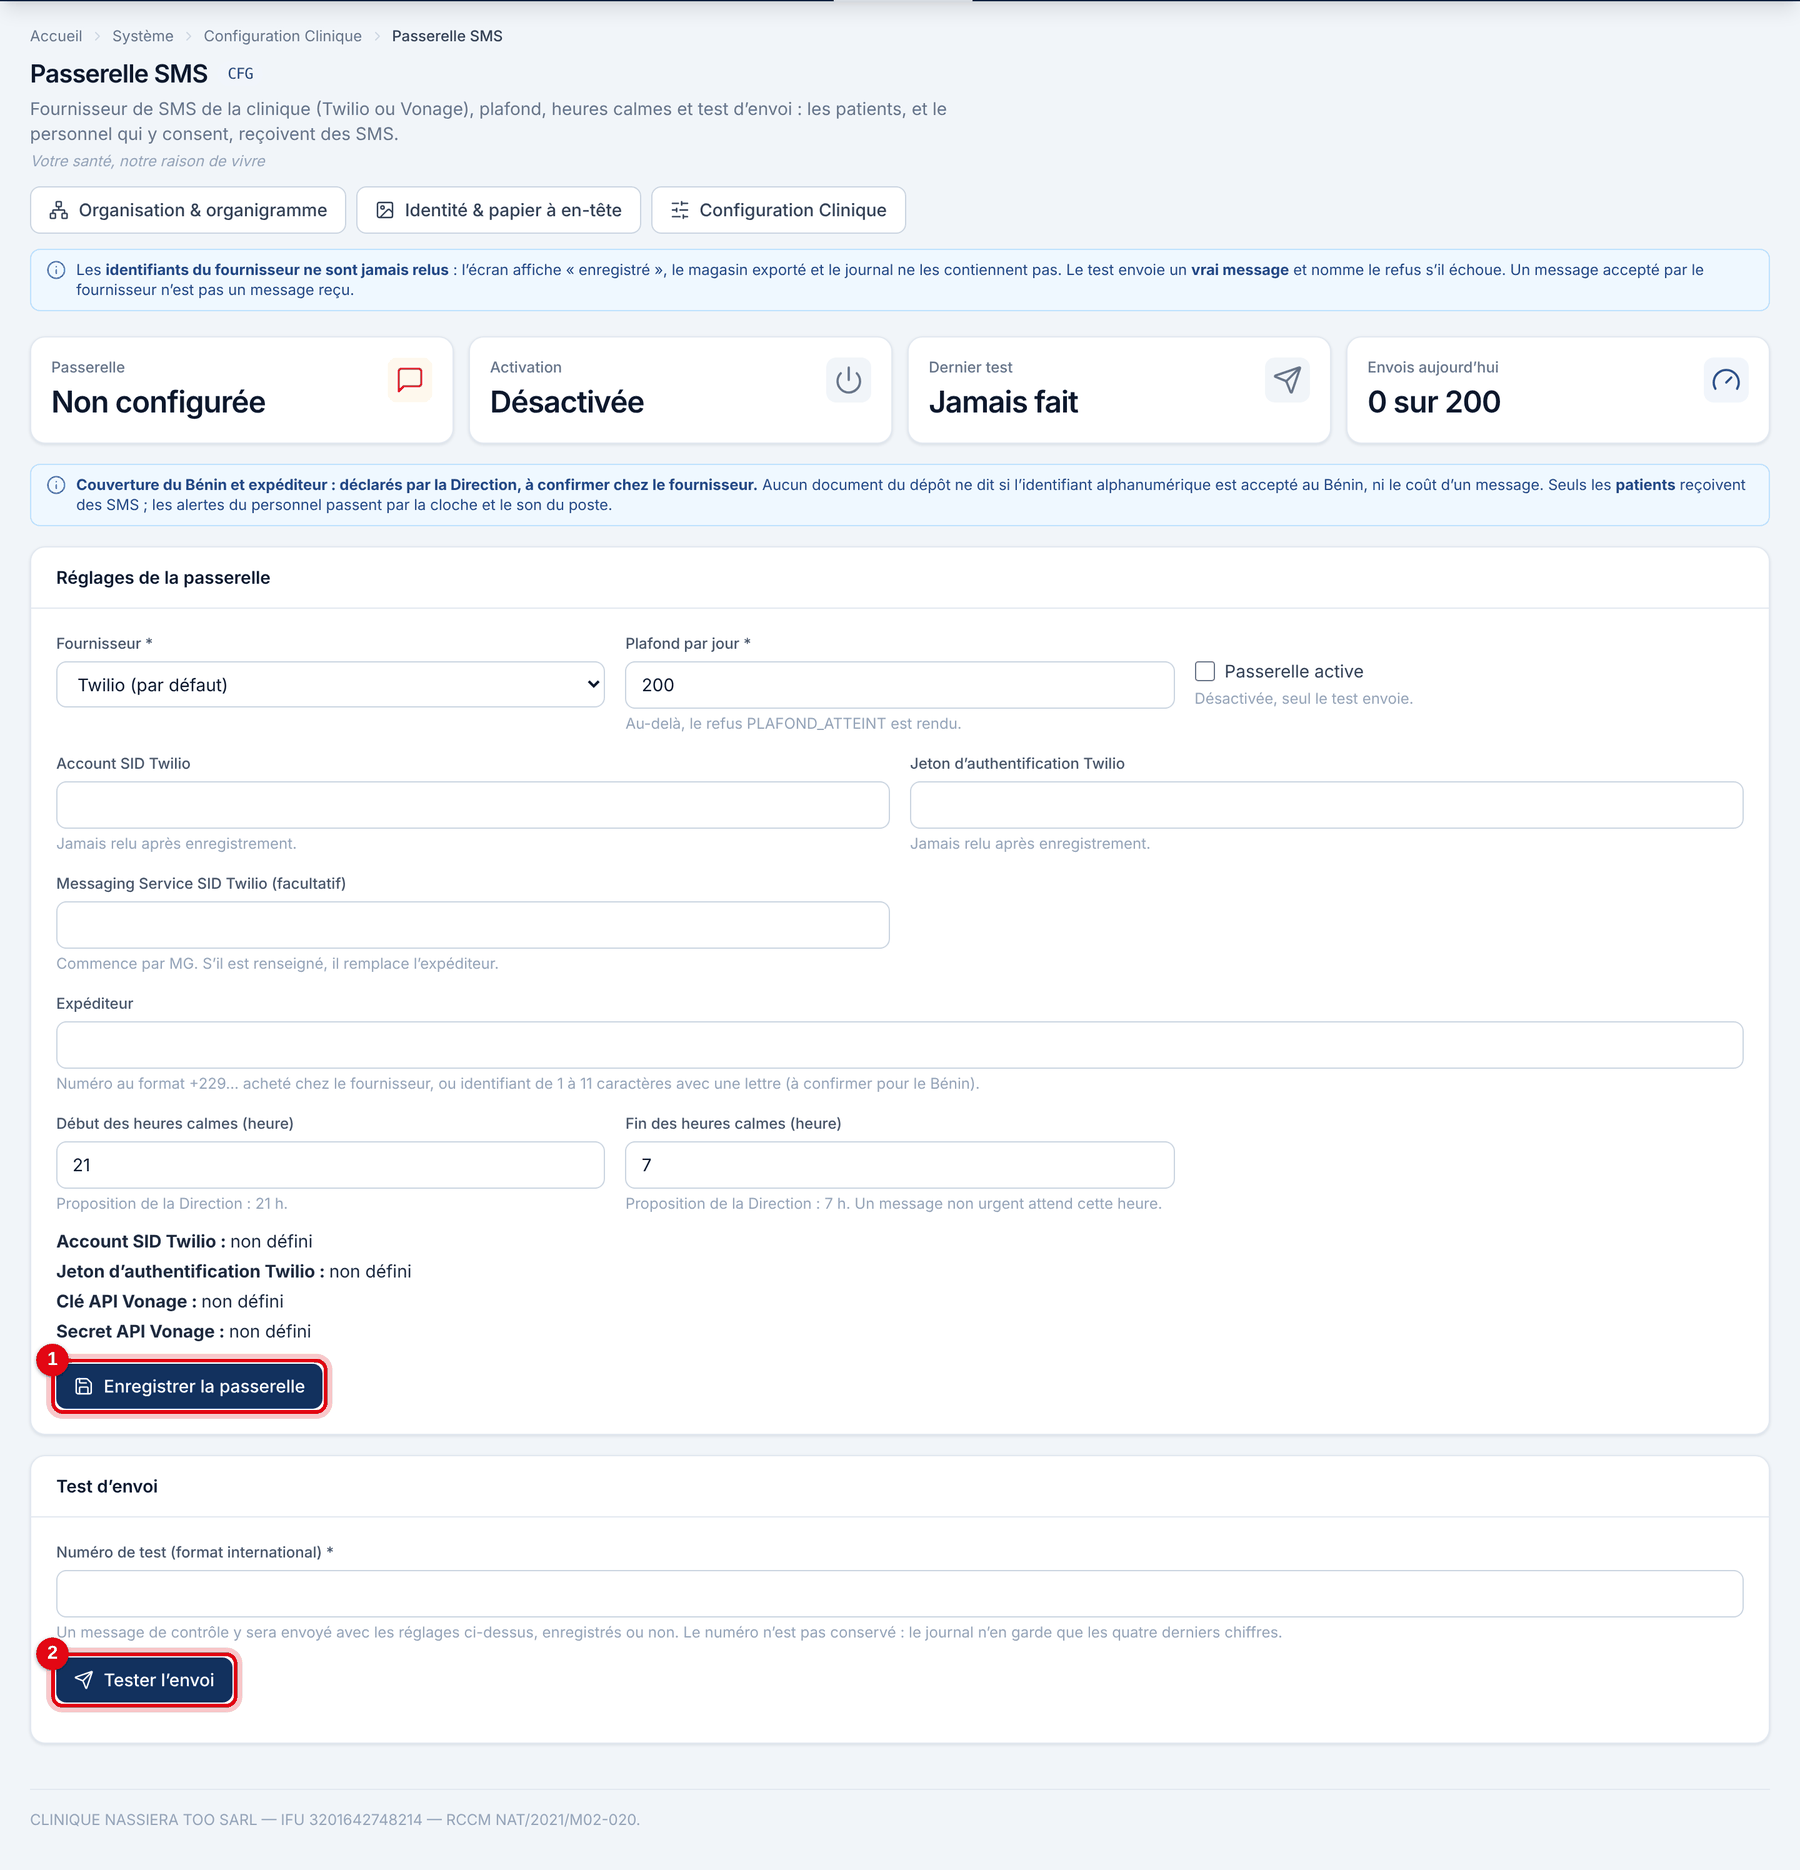 Accueil > Système > Configuration Clinique > Passerelle SMS
Passerelle SMS CFG
Fournisseur de SMS de la clinique (Twilio ou Vonage), plafond, heures calmes et test d’envoi : les patients, et le
personnel qui y consent, reçoivent des SMS.
Votre santé, notre raison de vivre
Organisation & organigramme
Identité & papier à en-tête
Configuration Clinique
Les identifiants du fournisseur ne sont jamais relus : l’écran affiche « enregistré », le magasin exporté et le journal ne les contiennent pas. Le test envoie un vrai message et nomme le refus s’il échoue. Un message accepté par le
fournisseur n’est pas un message reçu.
Passerelle
Non configurée
Activation
Désactivée
Dernier test
Jamais fait
Envois aujourd’hui
0 sur 200
Couverture du Bénin et expéditeur : déclarés par la Direction, à confirmer chez le fournisseur. Aucun document du dépôt ne dit si l’identifiant alphanumérique est accepté au Bénin, ni le coût d’un message. Seuls les patients reçoivent
des SMS ; les alertes du personnel passent par la cloche et le son du poste.
Réglages de la passerelle
Fournisseur *
Twilio (par défaut)
Plafond par jour *
200
Au-delà, le refus PLAFOND_ATTEINT est rendu.
Passerelle active
Désactivée, seul le test envoie.
Account SID Twilio
Jamais relu après enregistrement.
Jeton d’authentification Twilio
Jamais relu après enregistrement.
Messaging Service SID Twilio (facultatif)
Commence par MG. S’il est renseigné, il remplace l’expéditeur.
Expéditeur
Numéro au format +229… acheté chez le fournisseur, ou identifiant de 1 à 11 caractères avec une lettre (à confirmer pour le Bénin).
Début des heures calmes (heure)
21
Proposition de la Direction : 21 h.
Fin des heures calmes (heure)
7
Proposition de la Direction : 7 h. Un message non urgent attend cette heure.
Account SID Twilio : non défini
Jeton d’authentification Twilio : non défini
Clé API Vonage : non défini
Secret API Vonage : non défini
1
Enregistrer la passerelle
Test d’envoi
Numéro de test (format international) *
Un message de contrôle y sera envoyé avec les réglages ci-dessus, enregistrés ou non. Le numéro n’est pas conservé : le journal n’en garde que les quatre derniers chiffres.
2
Tester l’envoi
CLINIQUE NASSIERA TOO SARL — IFU 3201642748214 — RCCM NAT/2021/M02-020.